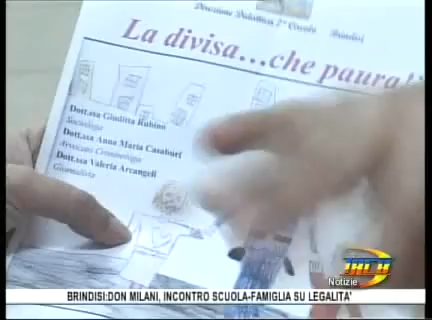 Direzione Didattica 2° Circolo Brindisi
La divisa...che paura!
Dott.ssa Giuditta Rubino
Sociologa
Dott.ssa Anna Maria Casaburi
Avvocato Criminologo
Dott.ssa Valeria Arcangeli
Giornalista
Notizie
BRINDISI:DON MILANI, INCONTRO SCUOLA-FAMIGLIA SU LEGALITA'